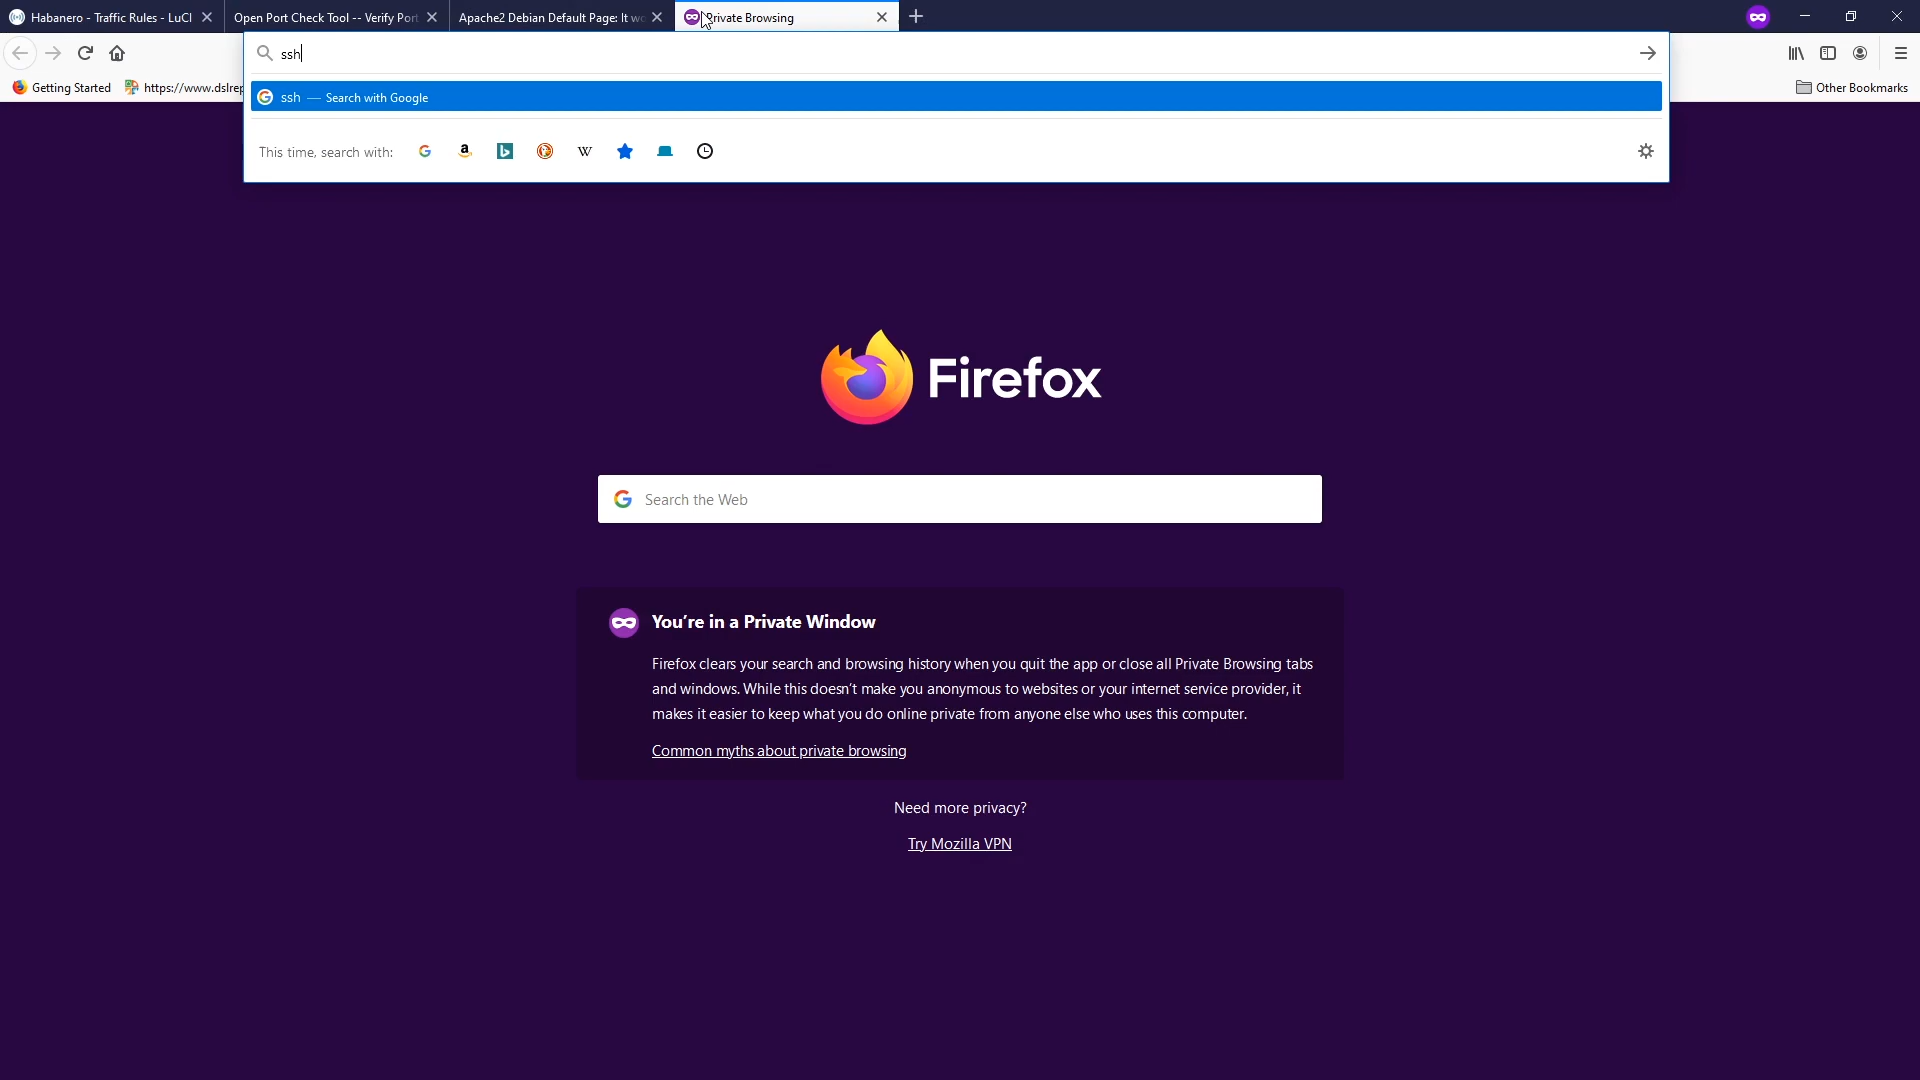 Habanero - Traffic Rules - LuCI
Open Port Check Tool -- Verify Port
Apache2 Debian Default Page: It wo
Private Browsing
ssh
Getting Started
https://www.dslrep
Other Bookmarks
ssh — Search with Google
This time, search with:
Firefox
Search the Web
You're in a Private Window
Firefox clears your search and browsing history when you quit the app or close all Private Browsing tabs
and windows. While this doesn't make you anonymous to websites or your internet service provider, it
makes it easier to keep what you do online private from anyone else who uses this computer.
Common myths about private browsing
Need more privacy?
Try Mozilla VPN